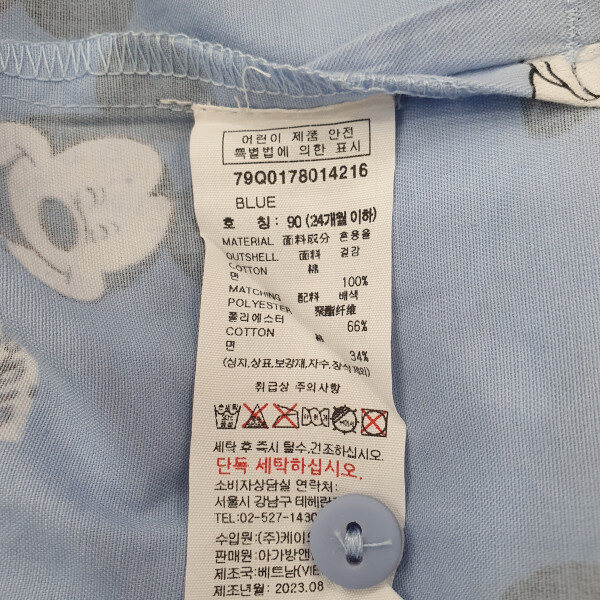 어린이 제품 안전
특별법에 의한 표시
79Q0178014216
BLUE
호 칭: 90 (24개월 이하)
MATERIAL 面料成分 혼용율
OUTSHELL 面料 겉감
COTTON 棉
면 100%
MATCHING 配料 배색
POLYESTER 聚酯纤维
폴리에스터 66%
COTTON 棉
면 34%
(심지,상표,보강재,자수,장식제외)
취급상 주의사항
세탁 후 즉시 탈수,건조하십시오.
단독 세탁하십시오.
소비자상담실 연락처:
서울시 강남구 테헤란
TEL:02-527-1430
수입원: (주)케이
판매원: 아가방앤
제조국:베트남(VIE
제조년월: 2023.08